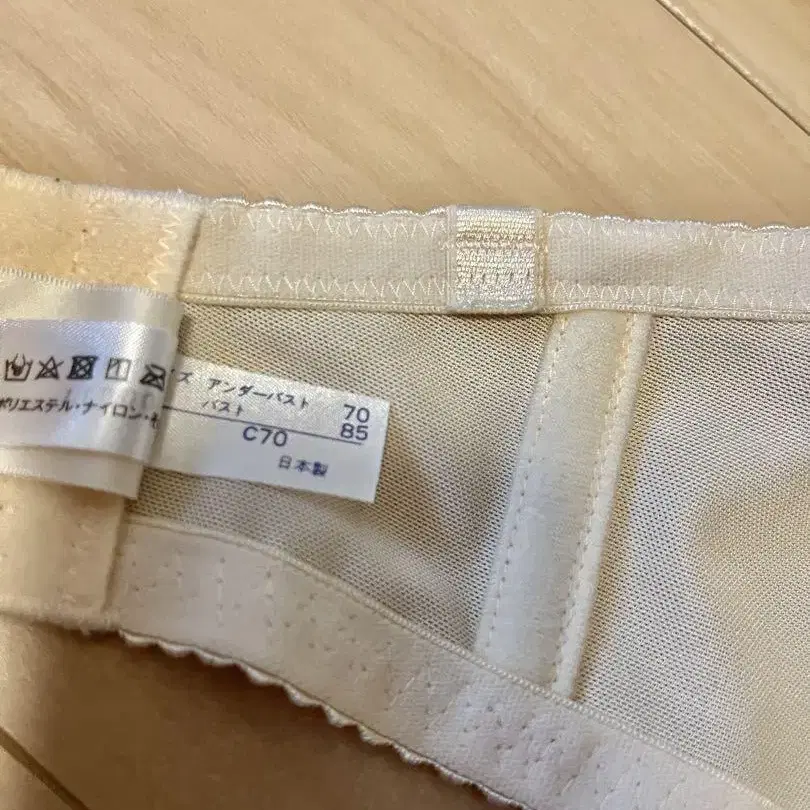 ズ アンダーバスト 70
バスト 85
C70
日本製
ポリエステル・ナイロン・